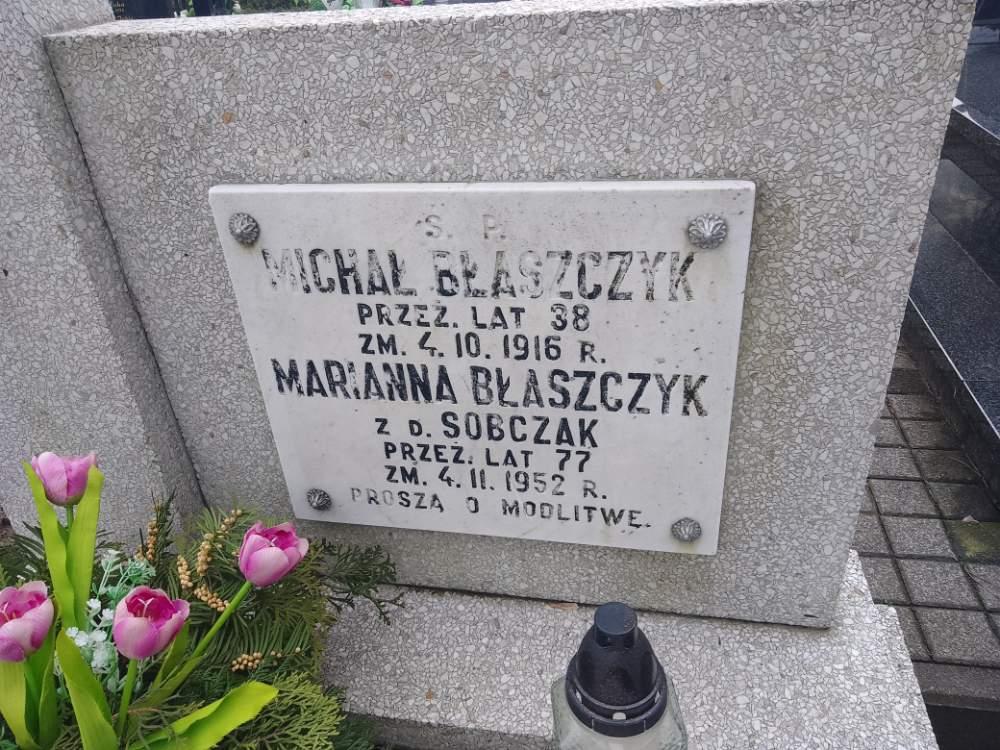 Ś. P.
MICHAŁ BŁASZCZYK
PRZEŻ. LAT 38
ZM. 4. 10. 1916 R.
MARIANNA BŁASZCZYK
Z D. SOBCZAK
PRZEŻ. LAT 77
ZM. 4. 11. 1952 R.
PROSZĄ O MODLITWĘ.